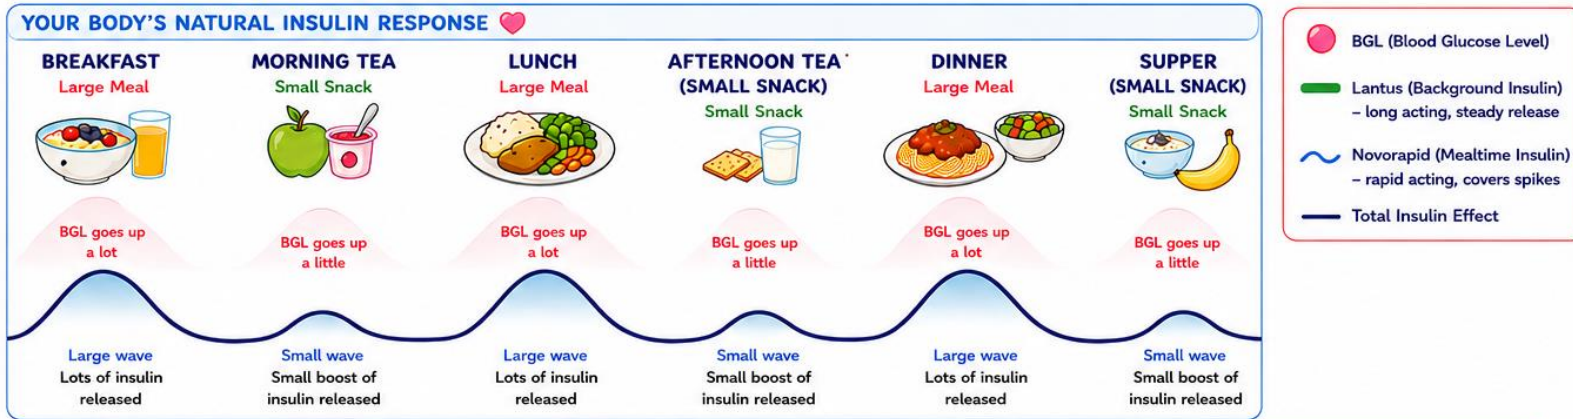 YOUR BODY'S NATURAL INSULIN RESPONSE
BREAKFAST
Large Meal
BGL goes up
a lot
Large wave
Lots of insulin
released
MORNING TEA
Small Snack
BGL goes up
a little
Small wave
Small boost of
insulin released
LUNCH
Large Meal
BGL goes up
a lot
Large wave
Lots of insulin
released
AFTERNOON TEA
(SMALL SNACK)
Small Snack
BGL goes up
a little
Small wave
Small boost of
insulin released
DINNER
Large Meal
BGL goes up
a lot
Large wave
Lots of insulin
released
SUPPER
(SMALL SNACK)
Small Snack
BGL goes up
a little
Small wave
Small boost of
insulin released
BGL (Blood Glucose Level)
Lantus (Background Insulin)
– long acting, steady release
Novorapid (Mealtime Insulin)
– rapid acting, covers spikes
Total Insulin Effect